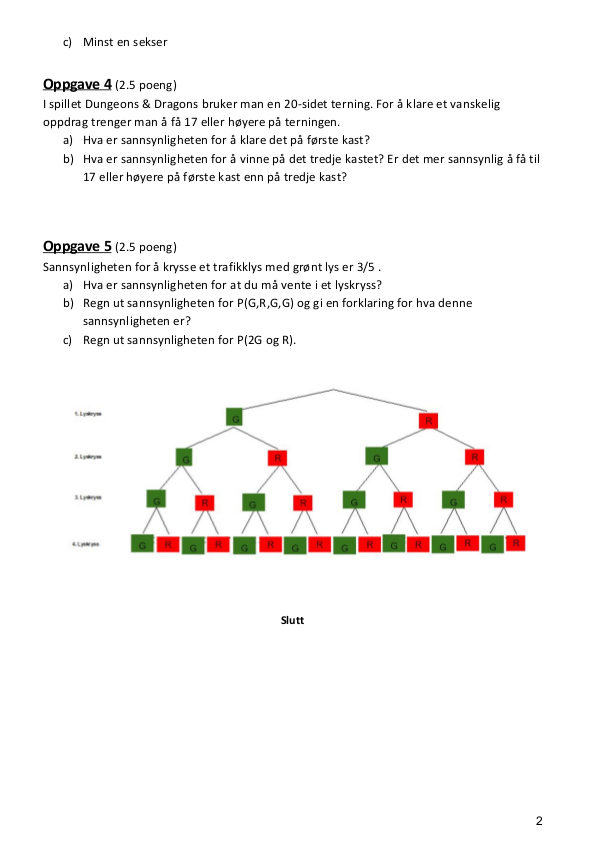 c) Minst en sekser
Oppgave 4 (2.5 poeng)
I spillet Dungeons & Dragons bruker man en 20-sidet terning. For å klare et vanskelig
oppdrag trenger man å få 17 eller høyere på terningen.
a) Hva er sannsynligheten for å klare det på første kast?
b) Hva er sannsynligheten for å vinne på det tredje kastet? Er det mer sannsynlig å få til
17 eller høyere på første kast enn på tredje kast?
Oppgave 5 (2.5 poeng)
Sannsynligheten for å krysse et trafikklys med grønt lys er 3/5 .
a) Hva er sannsynligheten for at du må vente i et lyskryss?
b) Regn ut sannsynligheten for P(G,R,G,G) og gi en forklaring for hva denne
sannsynligheten er?
c) Regn ut sannsynligheten for P(2G og R).
1. Lyskryss G R
2. Lyskryss G R G R
3. Lyskryss G R G R G R G R
4. Lyskryss G R G R G R G R G R G R G R G R
Slutt
2